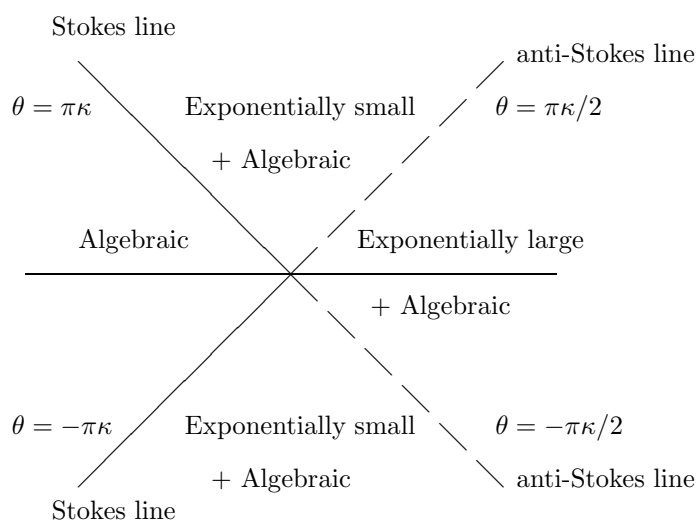 Stokes line
anti-Stokes line
θ = πκ
Exponentially small
θ = πκ/2
+ Algebraic
Algebraic
Exponentially large
+ Algebraic
θ = −πκ
Exponentially small
θ = −πκ/2
+ Algebraic
anti-Stokes line
Stokes line